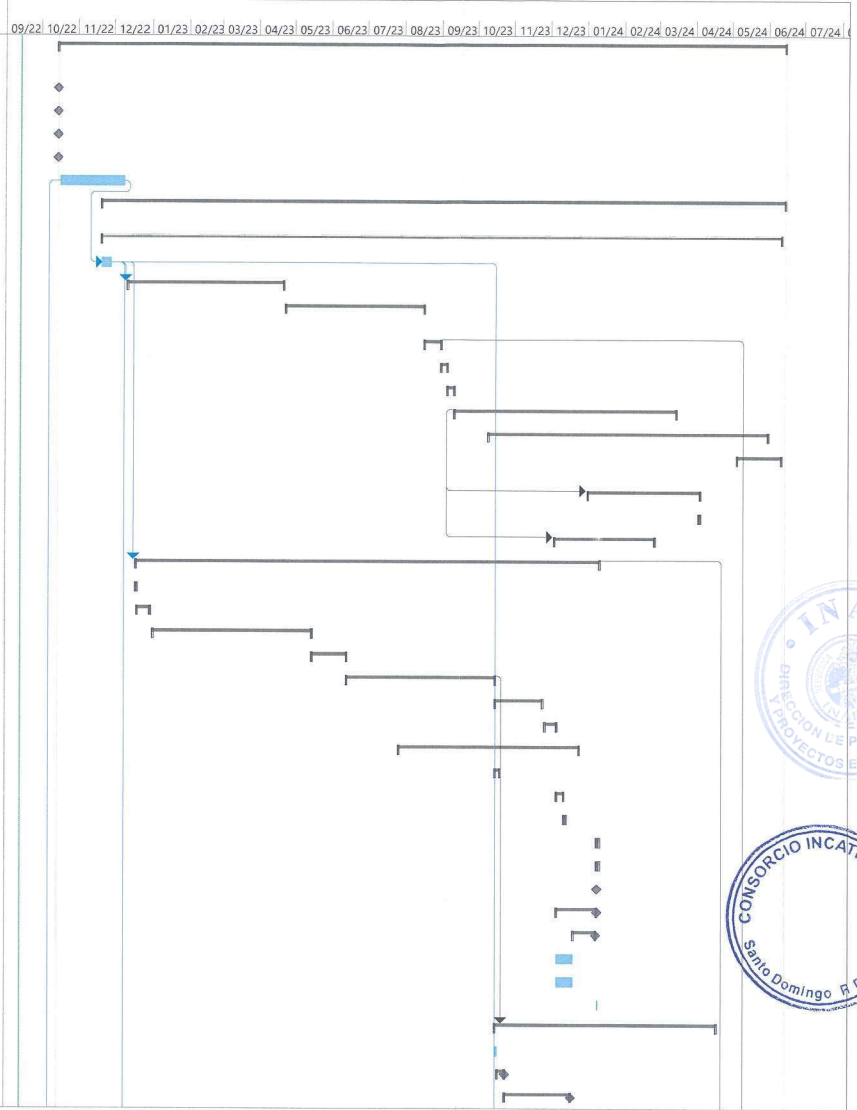 09/22 10/22 11/22 12/22 01/23 02/23 03/23 04/23 05/23 06/23 07/23 08/23 09/23 10/23 11/23 12/23 01/24 02/24 03/24 04/24 05/24 06/24 07/24
INA
DIRECCION
Y PROYECTOS E
CONSORCIO INCAT
Santo Domingo R